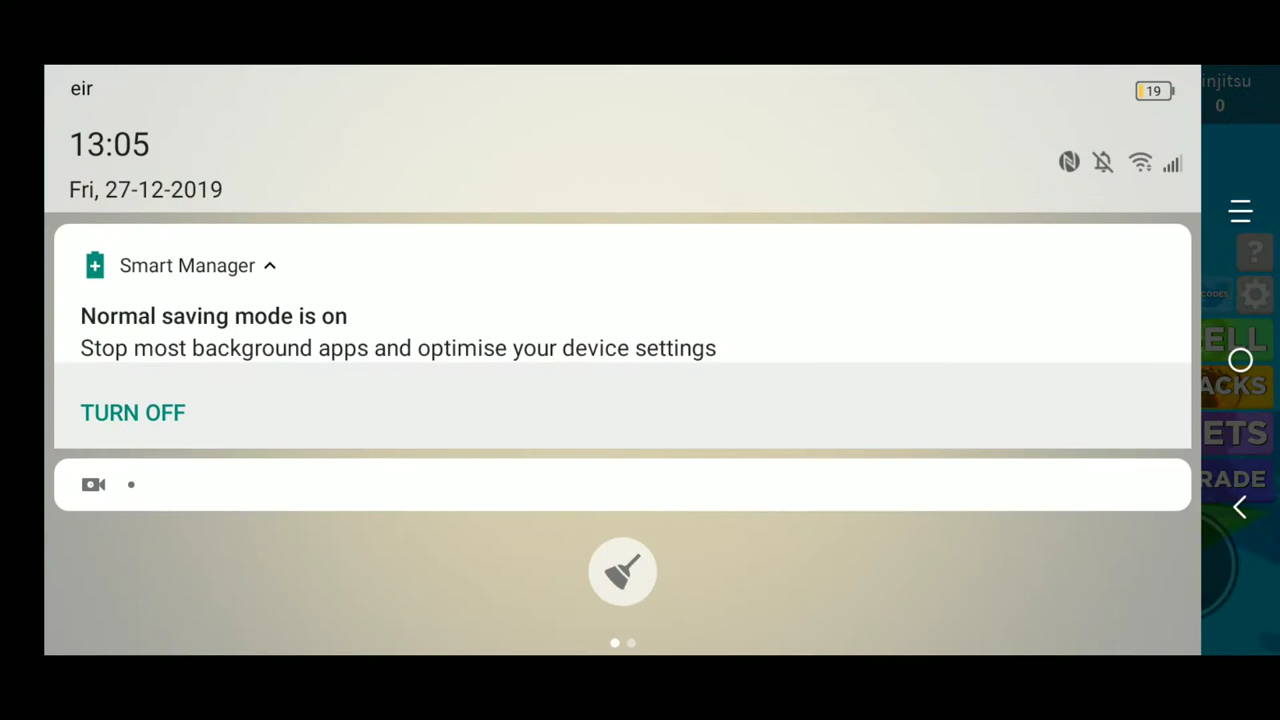 eir
19
13:05
Fri, 27-12-2019
Smart Manager
Normal saving mode is on
Stop most background apps and optimise your device settings
TURN OFF
injitsu
0
?
CODES
ELL
ACKS
ETS
RADE